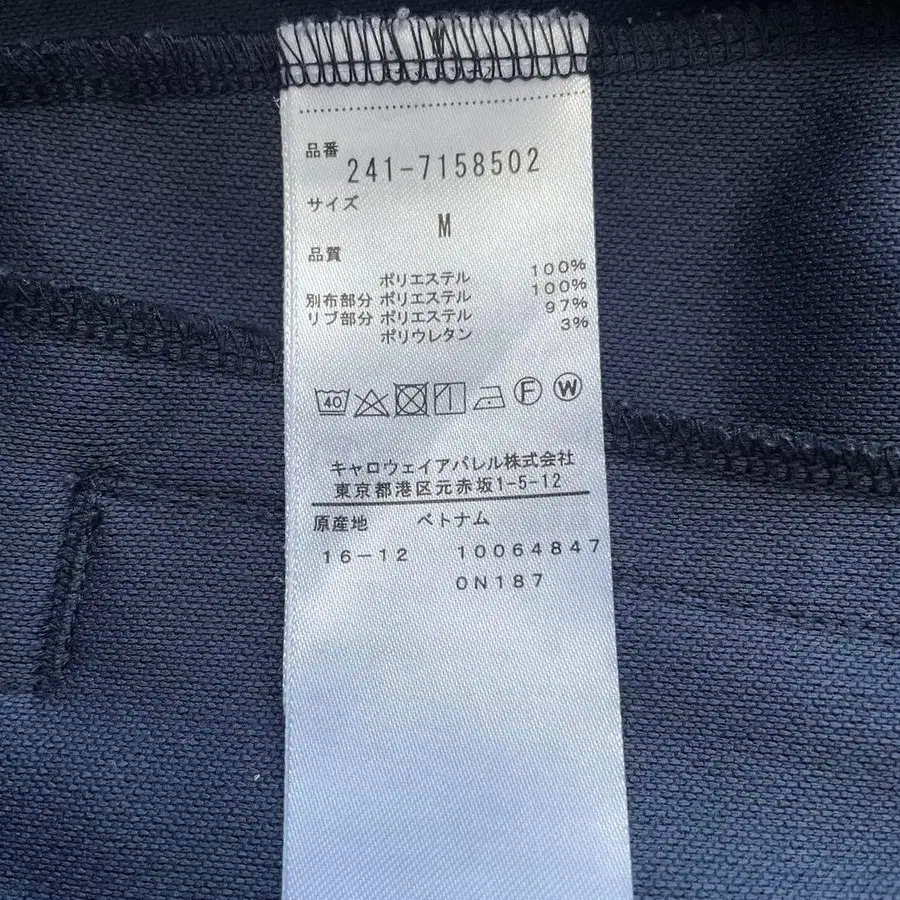 品番
241-7158502
サイズ
M
品質
ポリエステル 100%
別布部分 ポリエステル 100%
リブ部分 ポリエステル 97%
ポリウレタン 3%
40 F W
キャロウェイアパレル株式会社
東京都港区元赤坂1-5-12
原産地 ベトナム
16-12 10064847
0N187